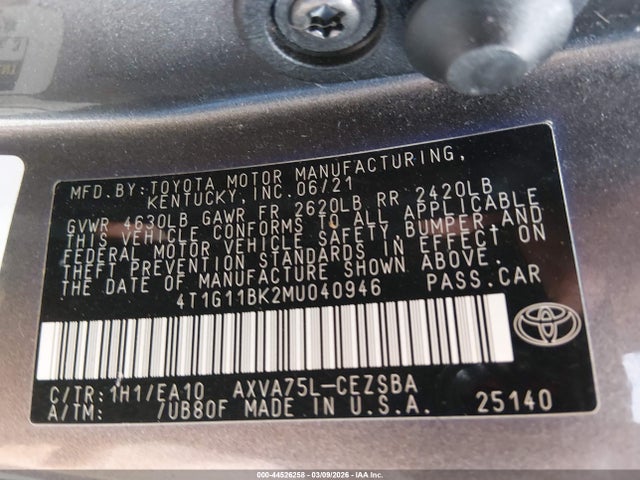 MFD.BY:TOYOTA MOTOR MANUFACTURING,
KENTUCKY,INC.06/21
GVWR 4630LB GAWR FR 2620LB RR 2420LB
THIS VEHICLE CONFORMS TO ALL APPLICABLE
FEDERAL MOTOR VEHICLE SAFETY, BUMPER,AND
THEFT PREVENTION STANDARDS IN EFFECT ON
THE DATE OF MANUFACTURE SHOWN ABOVE.
4T1G11BK2MU040946 PASS.CAR
C/TR:1H1/EA10 AXVA75L-CEZSBA
A/TM: /UB80F MADE IN U.S.A. 25140
000-44526258 - 03/09/2026 - IAAI.COM